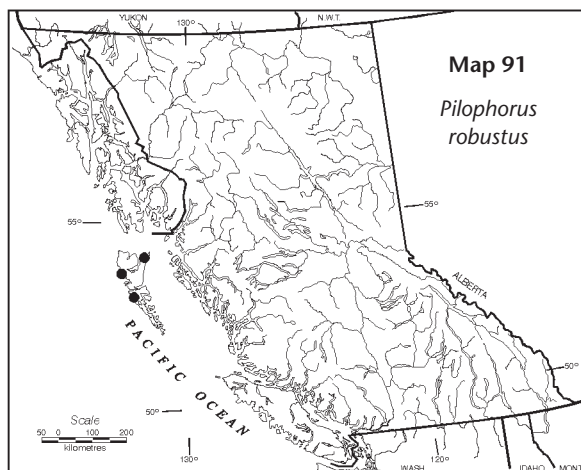 YUKON
130°
N.W.T.
Map 91
Pilophorus
robustus
55°
55°
ALBERTA
PACIFIC OCEAN
50°
Scale
50 0 100 200
kilometres
50°
130°
120°
WASH
IDAHO
MONT